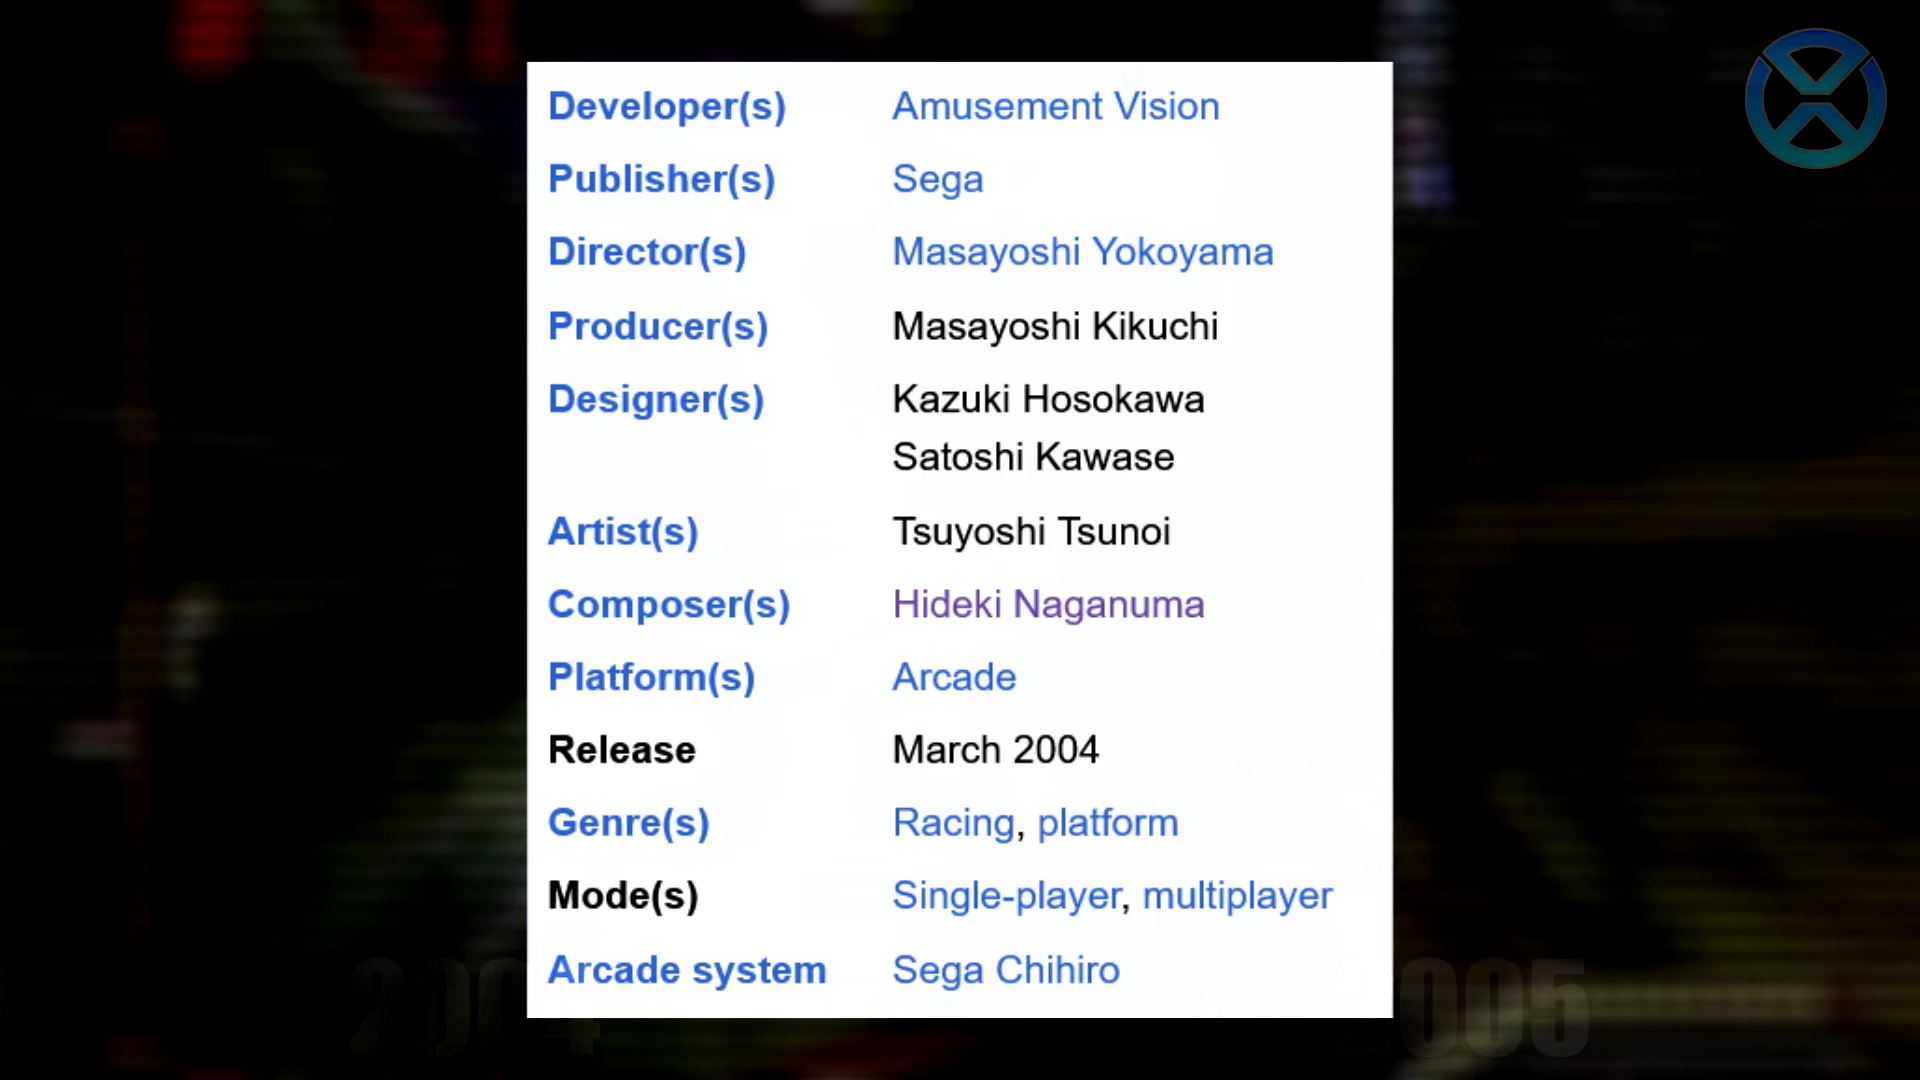 Developer(s) Amusement Vision
Publisher(s) Sega
Director(s) Masayoshi Yokoyama
Producer(s) Masayoshi Kikuchi
Designer(s) Kazuki Hosokawa
Satoshi Kawase
Artist(s) Tsuyoshi Tsunoi
Composer(s) Hideki Naganuma
Platform(s) Arcade
Release March 2004
Genre(s) Racing, platform
Mode(s) Single-player, multiplayer
Arcade system Sega Chihiro